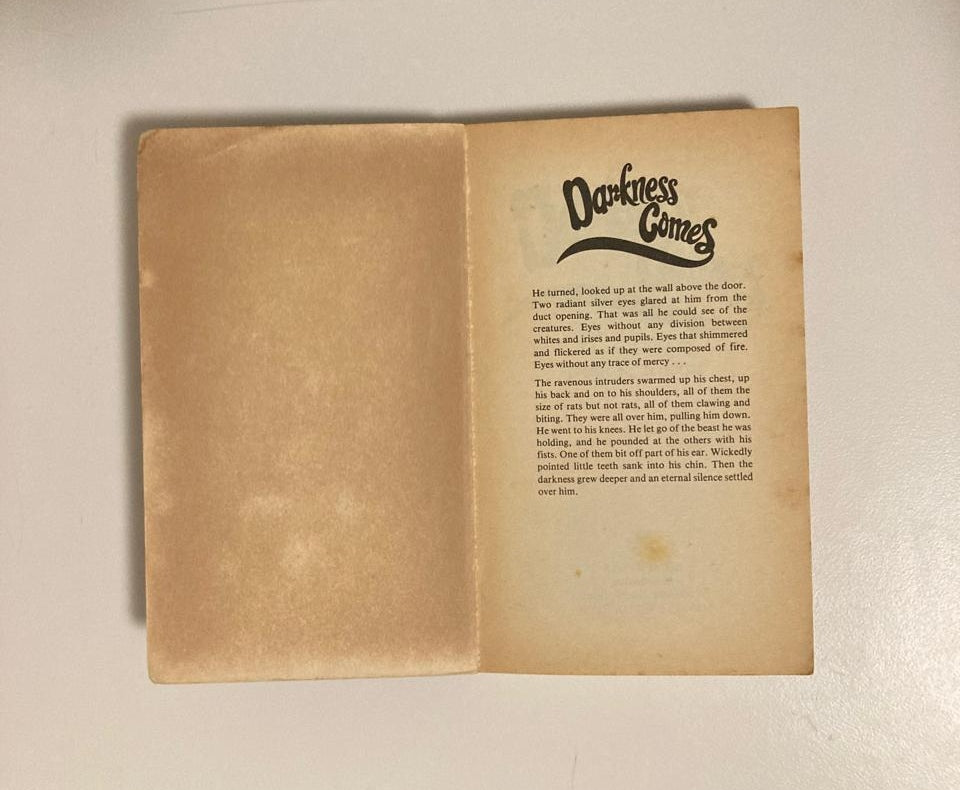 Darkness
Comes
He turned, looked up at the wall above the door.
Two radiant silver eyes glared at him from the
duct opening. That was all he could see of the
creatures. Eyes without any division between
whites and irises and pupils. Eyes that shimmered
and flickered as if they were composed of fire.
Eyes without any trace of mercy . . .
The ravenous intruders swarmed up his chest, up
his back and on to his shoulders, all of them the
size of rats but not rats, all of them clawing and
biting. They were all over him, pulling him down.
He went to his knees. He let go of the beast he was
holding, and he pounded at the others with his
fists. One of them bit off part of his ear. Wickedly
pointed little teeth sank into his chin. Then the
darkness grew deeper and an eternal silence settled
over him.